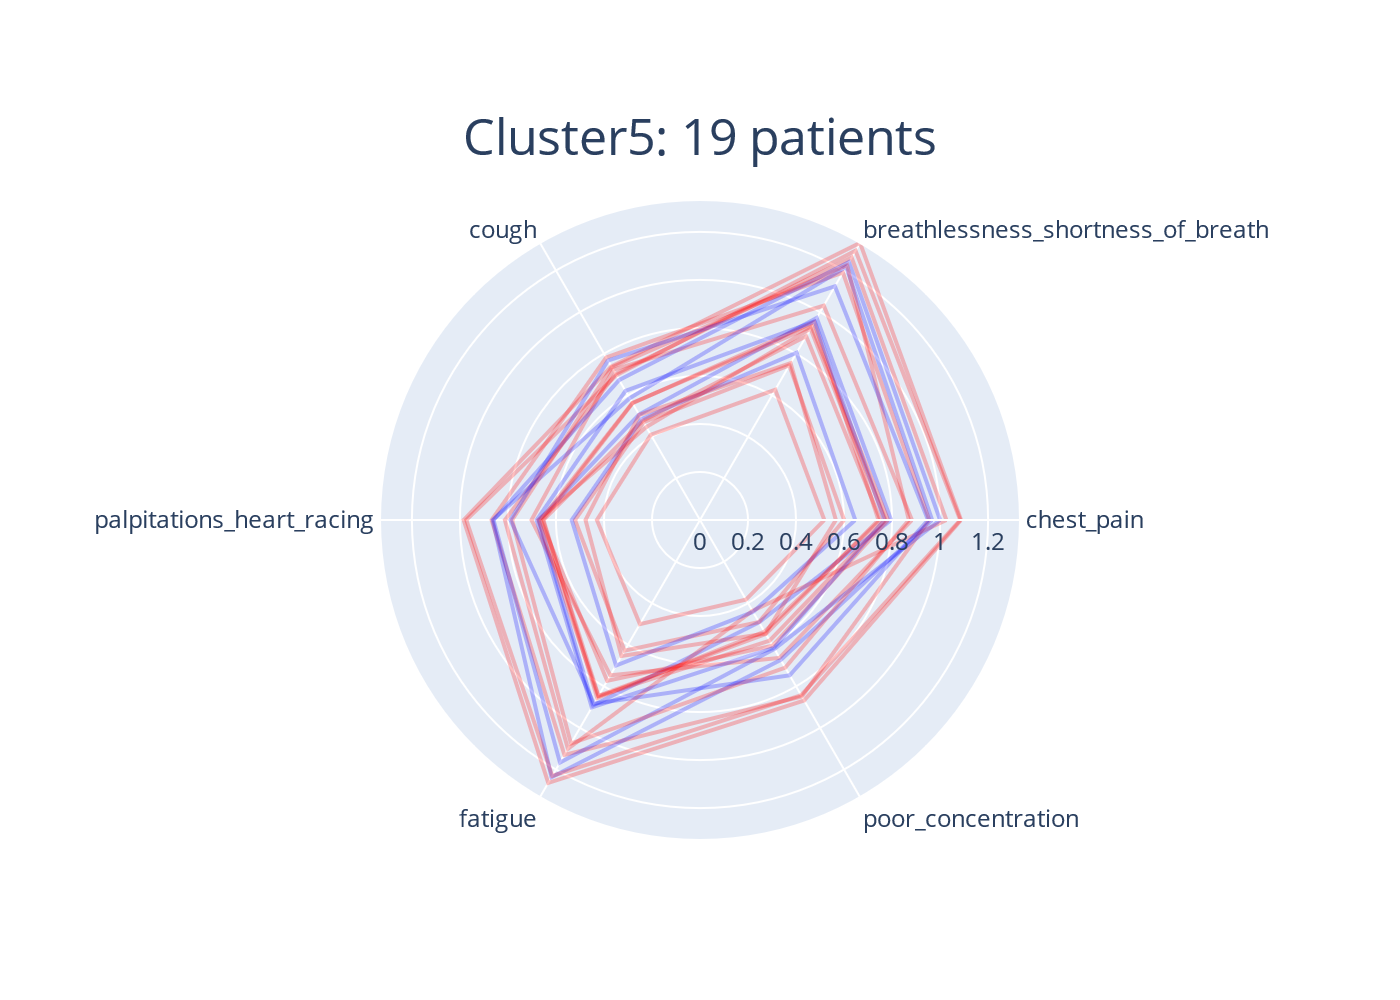 Cluster5: 19 patients
cough
breathlessness_shortness_of_breath
palpitations_heart_racing
chest_pain
0 0.2 0.4 0.6 0.8 1 1.2
fatigue
poor_concentration